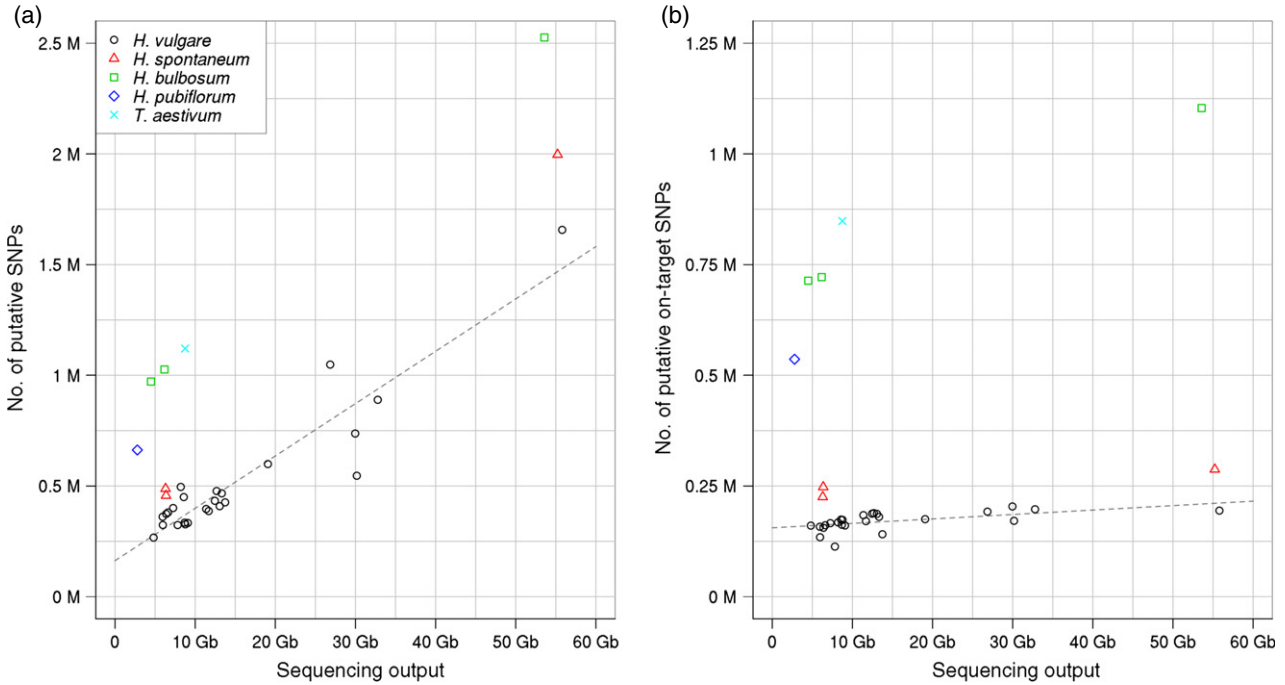 (a)
No. of putative SNPs
2.5 M
2 M
1.5 M
1 M
0.5 M
0 M
H. vulgare
H. spontaneum
H. bulbosum
H. pubiflorum
T. aestivum
0
10 Gb
20 Gb
30 Gb
40 Gb
50 Gb
60 Gb
Sequencing output
(b)
No. of putative on-target SNPs
1.25 M
1 M
0.75 M
0.5 M
0.25 M
0 M
0
10 Gb
20 Gb
30 Gb
40 Gb
50 Gb
60 Gb
Sequencing output